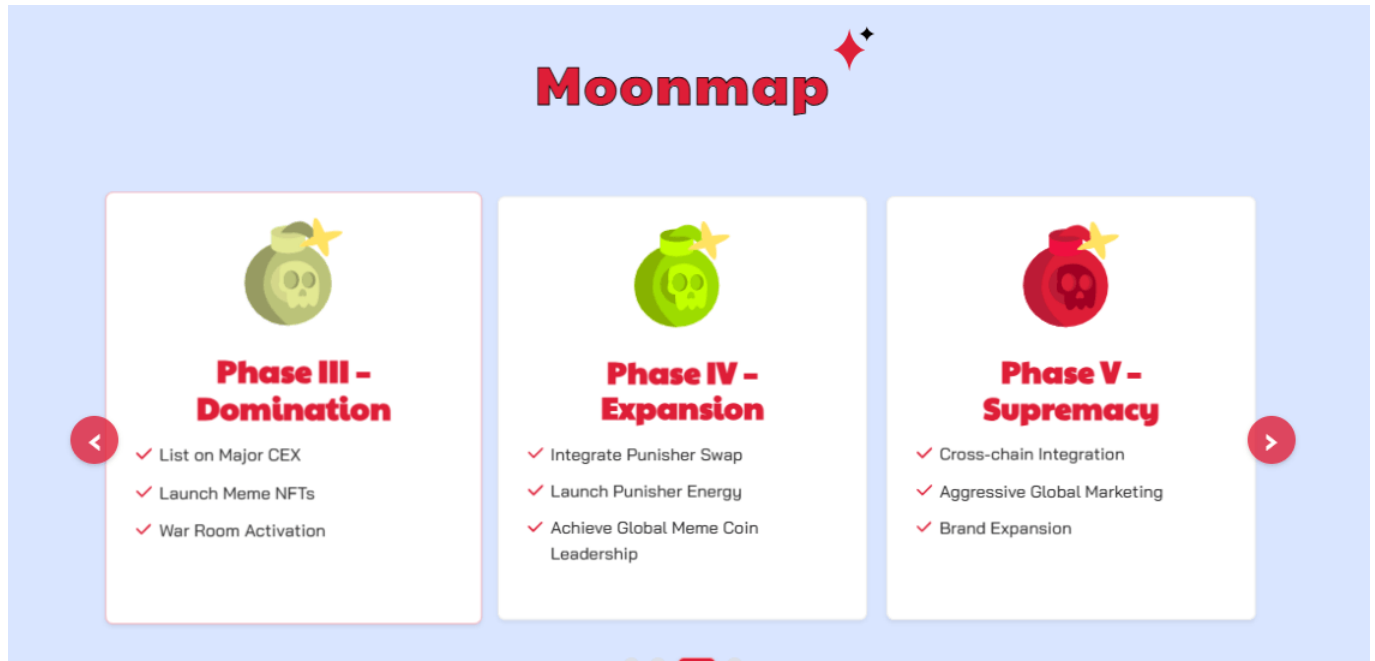 Moonmap
Phase III –
Domination
List on Major CEX
Launch Meme NFTs
War Room Activation
Phase IV –
Expansion
Integrate Punisher Swap
Launch Punisher Energy
Achieve Global Meme Coin
Leadership
Phase V –
Supremacy
Cross-chain Integration
Aggressive Global Marketing
Brand Expansion